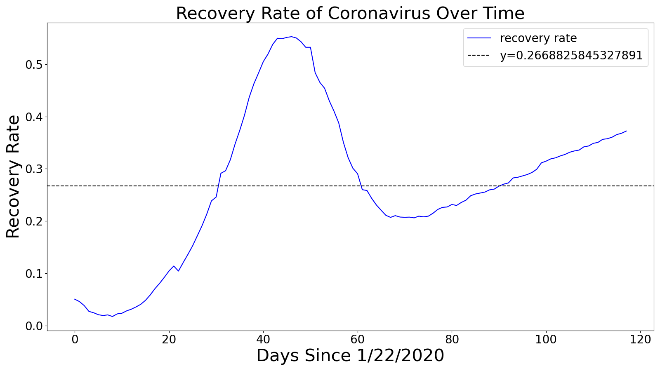 Recovery Rate of Coronavirus Over Time
recovery rate
y=0.2668825845327891
Recovery Rate
0.5
0.4
0.3
0.2
0.1
0.0
0 20 40 60 80 100 120
Days Since 1/22/2020